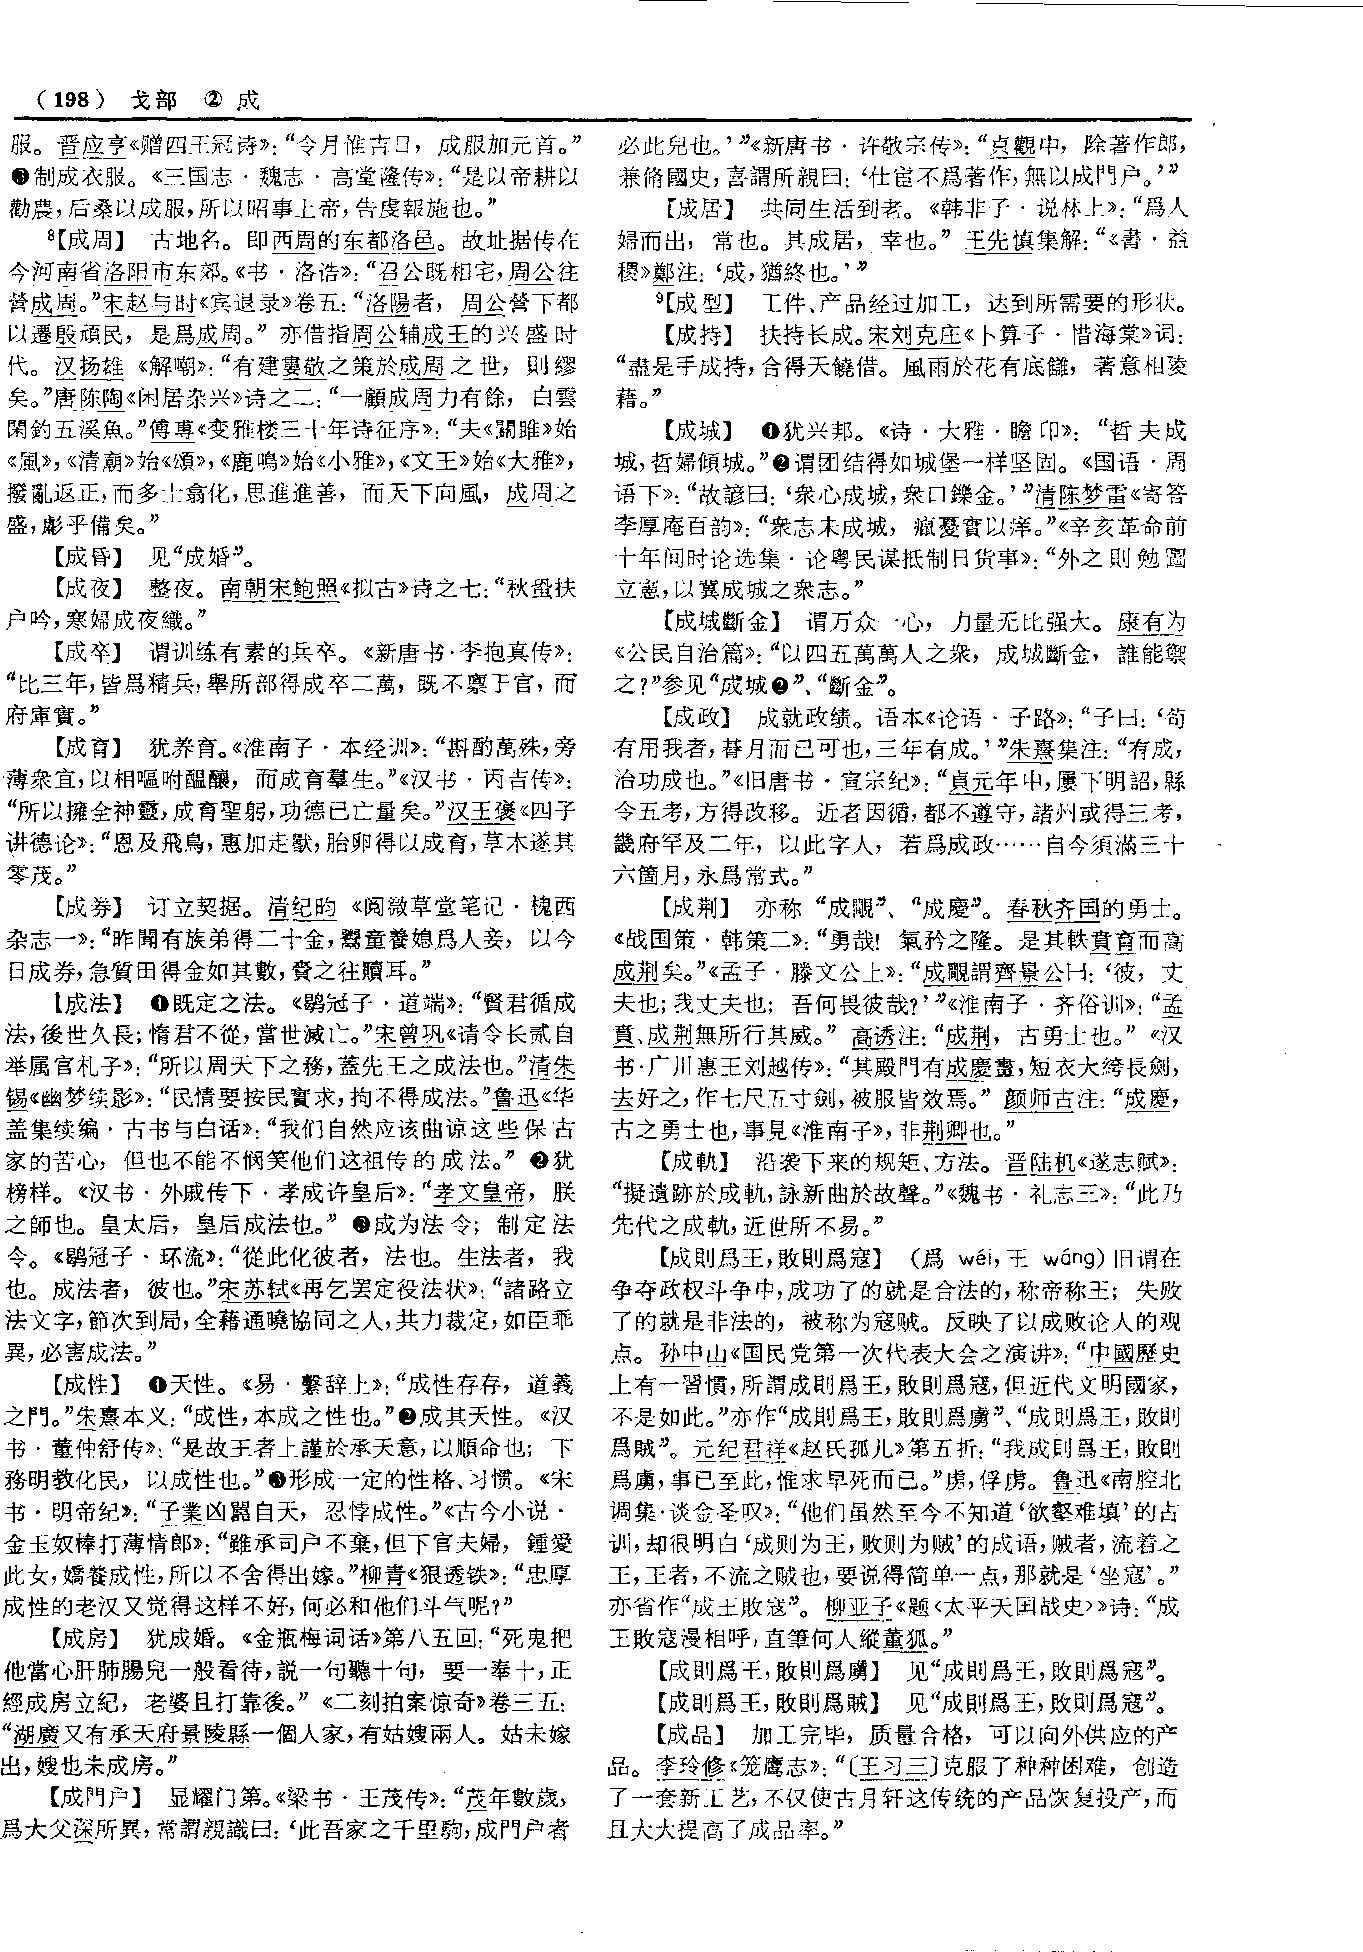 （198） 戈部 ② 成
服。晋应亨《赠四王冠诗》：“令月惟吉日，成服加元首。”
❸制成衣服。《三国志·魏志·高堂隆传》：“是以帝耕以
勸農，后桑以成服，所以昭事上帝，告虔報施也。”
8【成周】 古地名。即西周的东都洛邑。故址据传在
今河南省洛阳市东郊。《书·洛诰》：“召公既相宅，周公往
營成周。”宋赵与时《宾退录》卷五：“洛陽者，周公營下都
以遷殷頑民，是爲成周。”亦借指周公辅成王的兴盛时
代。汉扬雄《解嘲》：“有建婁敬之策於成周之世，則繆
矣。”唐陈陶《闲居杂兴》诗之二：“一顧成周力有餘，白雲
閑釣五溪魚。”傅尃《变雅楼三十年诗征序》：“夫《關雎》始
《風》，《清廟》始《頌》，《鹿鳴》始《小雅》，《文王》始《大雅》，
撥亂返正，而多士翕化，思進進善，而天下向風，成周之
盛，彪乎備矣。”
【成昏】 见“成婚”。
【成夜】 整夜。南朝宋鲍照《拟古》诗之七：“秋蛩扶
户吟，寒婦成夜織。”
【成卒】 谓训练有素的兵卒。《新唐书·李抱真传》：
“比三年，皆爲精兵，舉所部得成卒二萬，既不禀于官，而
府庫實。”
【成育】 犹养育。《淮南子·本经训》：“斟酌萬殊，旁
薄衆宜，以相嘔咐醖釀，而成育羣生。”《汉书·丙吉传》：
“所以擁全神靈，成育聖躬，功德已亡量矣。”汉王褒《四子
讲德论》：“恩及飛鳥，惠加走獸，胎卵得以成育，草木遂其
零茂。”
【成券】 订立契据。清纪昀《阅微草堂笔记·槐西
杂志一》：“昨聞有族弟得二十金，鬻童養媳爲人妾，以今
日成券，急質田得金如其數，賫之往贖耳。”
【成法】 ❶既定之法。《鹖冠子·道端》：“賢君循成
法，後世久長；惰君不從，當世滅亡。”宋曾巩《请令长贰自
举属官札子》：“所以周天下之務，蓋先王之成法也。”清朱
锡《幽梦续影》：“民情要按民實求，拘不得成法。”鲁迅《华
盖集续编·古书与白话》：“我们自然应该曲谅这些保古
家的苦心，但也不能不悯笑他们这祖传的成法。”❷犹
榜样。《汉书·外戚传下·孝成许皇后》：“孝文皇帝，朕
之師也。皇太后，皇后成法也。”❸成为法令；制定法
令。《鹖冠子·环流》：“從此化彼者，法也。生法者，我
也。成法者，彼也。”宋苏轼《再乞罢定役法状》：“諸路立
法文字，節次到局，全藉通曉協同之人，共力裁定，如臣乖
異，必害成法。”
【成性】 ❶天性。《易·繫辞上》：“成性存存，道義
之門。”朱熹本义：“成性，本成之性也。”❷成其天性。《汉
书·董仲舒传》：“是故王者上謹於承天意，以順命也；下
務明教化民，以成性也。”❸形成一定的性格、习惯。《宋
书·明帝纪》：“子業凶嚚自天，忍悖成性。”《古今小说·
金玉奴棒打薄情郎》：“雖承司户不棄，但下官夫婦，鍾愛
此女，嬌養成性，所以不舍得出嫁。”柳青《狠透铁》：“忠厚
成性的老汉又觉得这样不好，何必和他们斗气呢？”
【成房】 犹成婚。《金瓶梅词话》第八五回：“死鬼把
他當心肝肺腸兒一般看待，説一句聽十句，要一奉十，正
經成房立紀，老婆且打靠後。”《二刻拍案惊奇》卷三五：
“湖廣又有承天府景陵縣一個人家，有姑嫂兩人。姑未嫁
出，嫂也未成房。”
【成門户】 显耀门第。《梁书·王茂传》：“茂年數歲，
爲大父深所異，常謂親識曰：‘此吾家之千里駒，成門户者
必此兒也。’”《新唐书·许敬宗传》：“貞觀中，除著作郎，
兼脩國史，喜謂所親曰：‘仕宦不爲著作，無以成門户。’”
【成居】 共同生活到老。《韩非子·说林上》：“爲人
婦而出，常也。其成居，幸也。”王先慎集解：“《書·益
稷》鄭注：‘成，猶終也。’”
9【成型】 工件、产品经过加工，达到所需要的形状。
【成持】 扶持长成。宋刘克庄《卜算子·惜海棠》词：
“盡是手成持，合得天饒借。風雨於花有底讎，著意相陵
藉。”
【成城】 ❶犹兴邦。《诗·大雅·瞻卬》：“哲夫成
城，哲婦傾城。”❷谓团结得如城堡一样坚固。《国语·周
语下》：“故諺曰：‘衆心成城，衆口鑠金。’”清陈梦雷《寄答
李厚庵百韵》：“衆志未成城，癙憂實以痒。”《辛亥革命前
十年间时论选集·论粤民谋抵制日货事》：“外之則勉圖
立憲，以冀成城之衆志。”
【成城斷金】 谓万众一心，力量无比强大。康有为
《公民自治篇》：“以四五萬萬人之衆，成城斷金，誰能禦
之？”参见“成城❷”、“斷金”。
【成政】 成就政绩。语本《论语·子路》：“子曰：‘苟
有用我者，朞月而已可也，三年有成。’”朱熹集注：“有成，
治功成也。”《旧唐书·宣宗纪》：“貞元年中，屢下明詔，縣
令五考，方得改移。近者因循，都不遵守，諸州或得三考，
畿府罕及二年，以此字人，若爲成政……自今須滿三十
六箇月，永爲常式。”
【成荆】 亦称“成覵”、“成慶”。春秋齐国的勇士。
《战国策·韩策二》：“勇哉！氣矜之隆。是其軼賁育而高
成荆矣。”《孟子·滕文公上》：“成覵謂齊景公曰：‘彼，丈
夫也；我丈夫也；吾何畏彼哉？’”《淮南子·齐俗训》：“孟
賁、成荆無所行其威。”高诱注：“成荆，古勇士也。”《汉
书·广川惠王刘越传》：“其殿門有成慶畫，短衣大絝長劍，
去好之，作七尺五寸劍，被服皆效焉。”颜师古注：“成慶，
古之勇士也，事見《淮南子》，非荆卿也。”
【成軌】 沿袭下来的规矩、方法。晋陆机《遂志赋》：
“擬遺跡於成軌，詠新曲於故聲。”《魏书·礼志三》：“此乃
先代之成軌，近世所不易。”
【成則爲王，敗則爲寇】 （爲 wéi，王 wáng）旧谓在
争夺政权斗争中，成功了的就是合法的，称帝称王；失败
了的就是非法的，被称为寇贼。反映了以成败论人的观
点。孙中山《国民党第一次代表大会之演讲》：“中國歷史
上有一習慣，所謂成則爲王，敗則爲寇，但近代文明國家，
不是如此。”亦作“成則爲王，敗則爲虜”、“成則爲王，敗則
爲賊”。元纪君祥《赵氏孤儿》第五折：“我成則爲王，敗則
爲虜，事已至此，惟求早死而已。”虏，俘虏。鲁迅《南腔北
调集·谈金圣叹》：“他们虽然至今不知道‘欲壑难填’的古
训，却很明白‘成则为王，败则为贼’的成语，贼者，流着之
王，王者，不流之贼也，要说得简单一点，那就是‘坐寇’。”
亦省作“成王敗寇”。柳亚子《题〈太平天国战史〉》诗：“成
王敗寇漫相呼，直筆何人縱董狐。”
【成則爲王，敗則爲虜】 见“成則爲王，敗則爲寇”。
【成則爲王，敗則爲賊】 见“成則爲王，敗則爲寇”。
【成品】 加工完毕，质量合格，可以向外供应的产
品。李玲修《笼鹰志》：“〔王习三〕克服了种种困难，创造
了一套新工艺，不仅使古月轩这传统的产品恢复投产，而
且大大提高了成品率。”